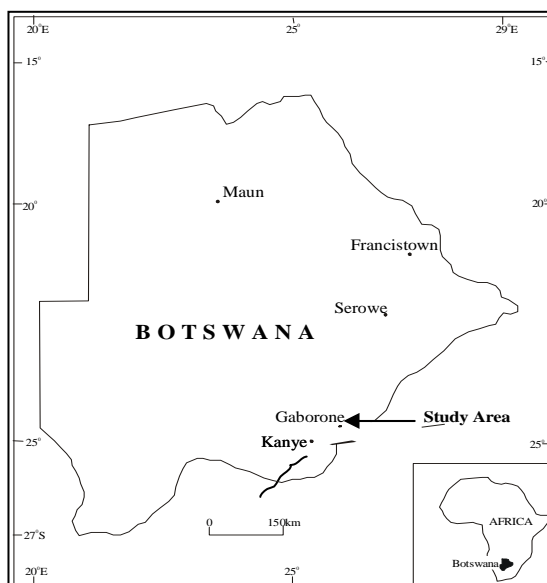 20°E 25° 29°E
15° 15°
Maun
20° 20°
Francistown
Serowe
BOTSWANA
Gaborone Study Area
Kanye
25° 25°
0 150km
AFRICA
Botswana
27°S
20°E 25°